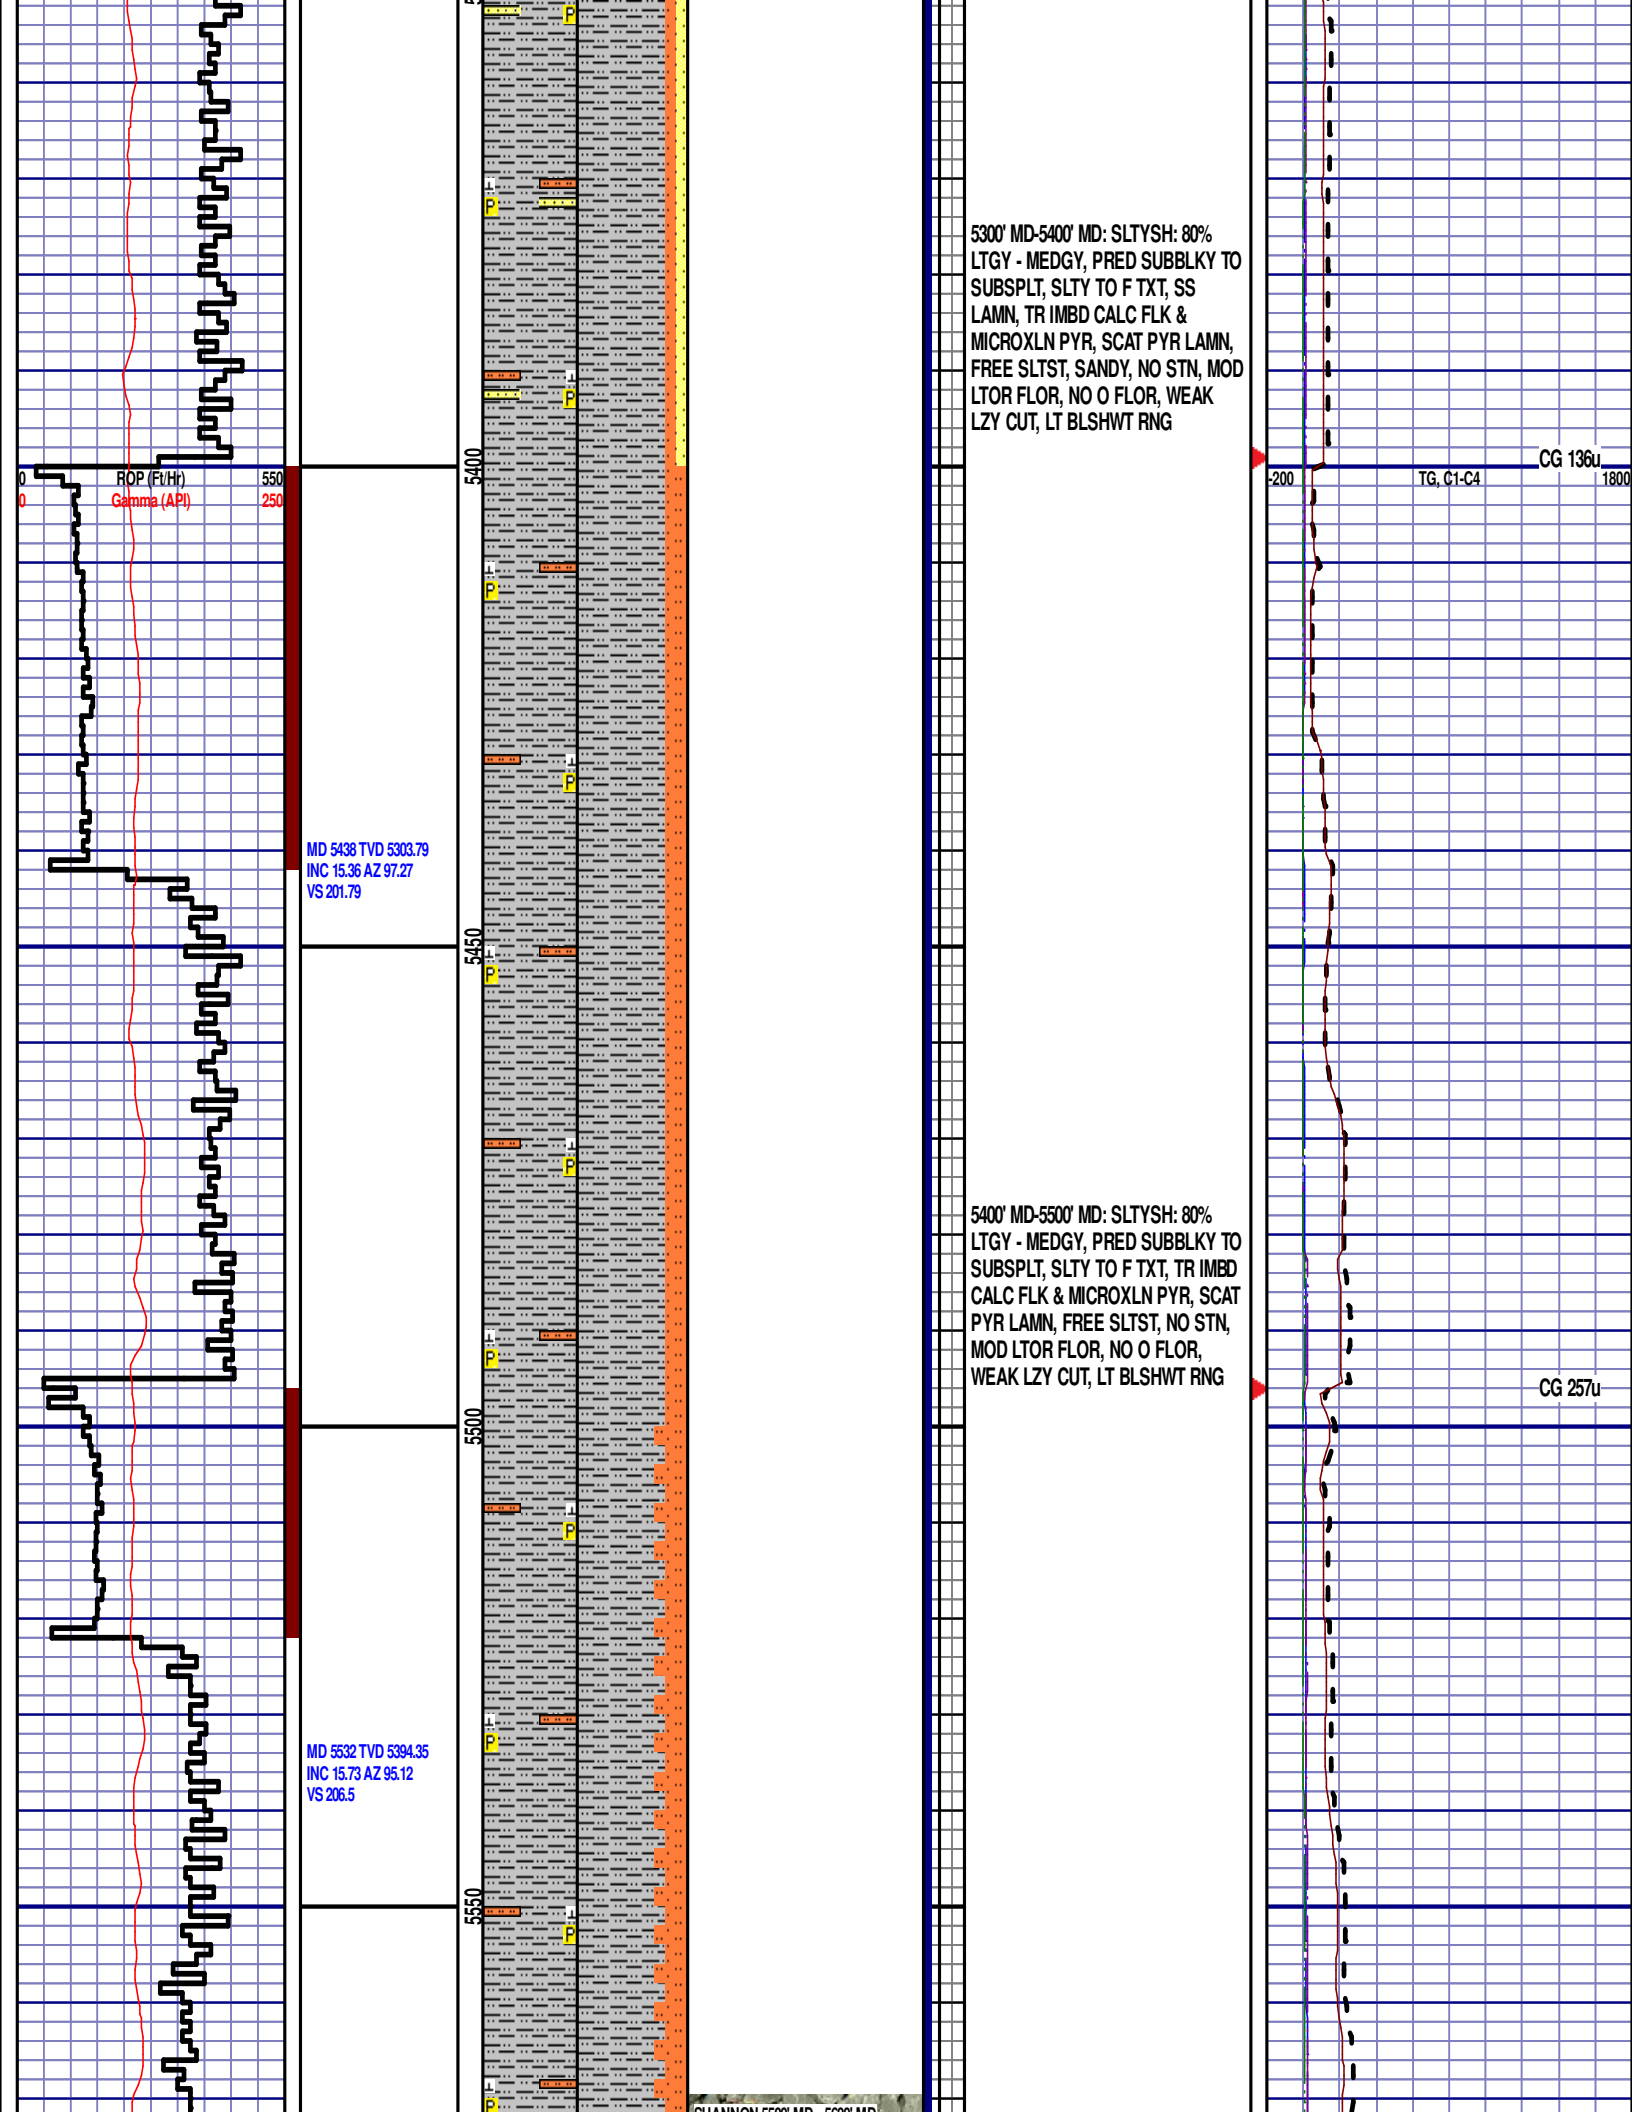 5300' MD-5400' MD: SLTYSH: 80%
LTGY - MEDGY, PRED SUBBLKY TO
SUBSPLT, SLTY TO F TXT, SS
LAMN, TR IMBD CALC FLK &
MICROXLN PYR, SCAT PYR LAMN,
FREE SLTST, SANDY, NO STN, MOD
LTOR FLOR, NO O FLOR, WEAK
LZY CUT, LT BLSHWT RNG
CG 136u
0 ROP (Ft/Hr) 550
0 Gamma (API) 250
5400
-200 TG, C1-C4 1800
MD 5438 TVD 5303.79
INC 15.36 AZ 97.27
VS 201.79
5450
5400' MD-5500' MD: SLTYSH: 80%
LTGY - MEDGY, PRED SUBBLKY TO
SUBSPLT, SLTY TO F TXT, TR IMBD
CALC FLK & MICROXLN PYR, SCAT
PYR LAMN, FREE SLTST, NO STN,
MOD LTOR FLOR, NO O FLOR,
WEAK LZY CUT, LT BLSHWT RNG
CG 257u
5500
MD 5532 TVD 5394.35
INC 15.73 AZ 95.12
VS 206.5
5550
P
P
P
P
P
P
P
P
P
P
P
P
SHANNON 5500' MD - 5600' MD